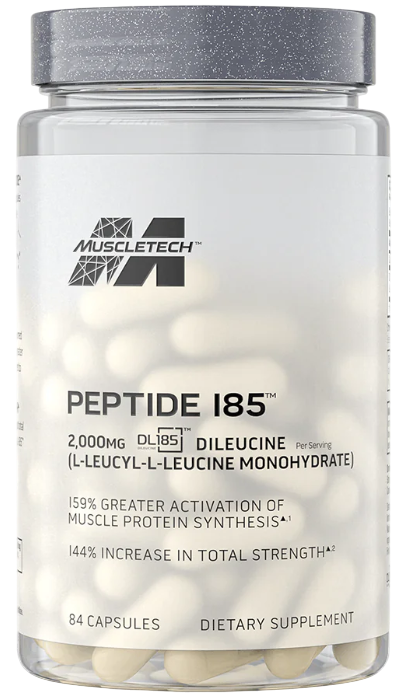 MUSCLETECH™
PEPTIDE 185™
2,000MG DL185™ DILEUCINE Per Serving
(L-LEUCYL-L-LEUCINE MONOHYDRATE)
159% GREATER ACTIVATION OF
MUSCLE PROTEIN SYNTHESIS▲,1
144% INCREASE IN TOTAL STRENGTH▲,2
84 CAPSULES DIETARY SUPPLEMENT